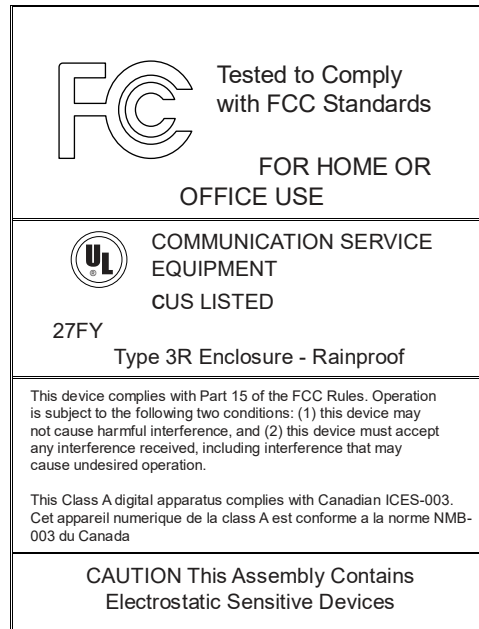 FCC
Tested to Comply
with FCC Standards
FOR HOME OR
OFFICE USE
UL
®
COMMUNICATION SERVICE
EQUIPMENT
CUS LISTED
27FY
Type 3R Enclosure - Rainproof
This device complies with Part 15 of the FCC Rules. Operation
is subject to the following two conditions: (1) this device may
not cause harmful interference, and (2) this device must accept
any interference received, including interference that may
cause undesired operation.
This Class A digital apparatus complies with Canadian ICES-003.
Cet appareil numerique de la class A est conforme a la norme NMB-
003 du Canada
CAUTION This Assembly Contains
Electrostatic Sensitive Devices